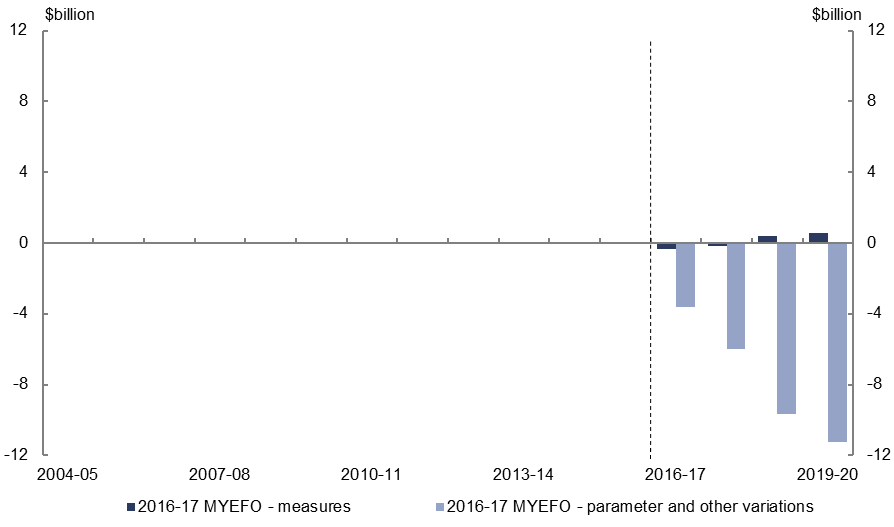 $billion $billion
12 12
8 8
4 4
0 0
-4 -4
-8 -8
-12 -12
2004-05 2007-08 2010-11 2013-14 2016-17 2019-20
2016-17 MYEFO - measures 2016-17 MYEFO - parameter and other variations